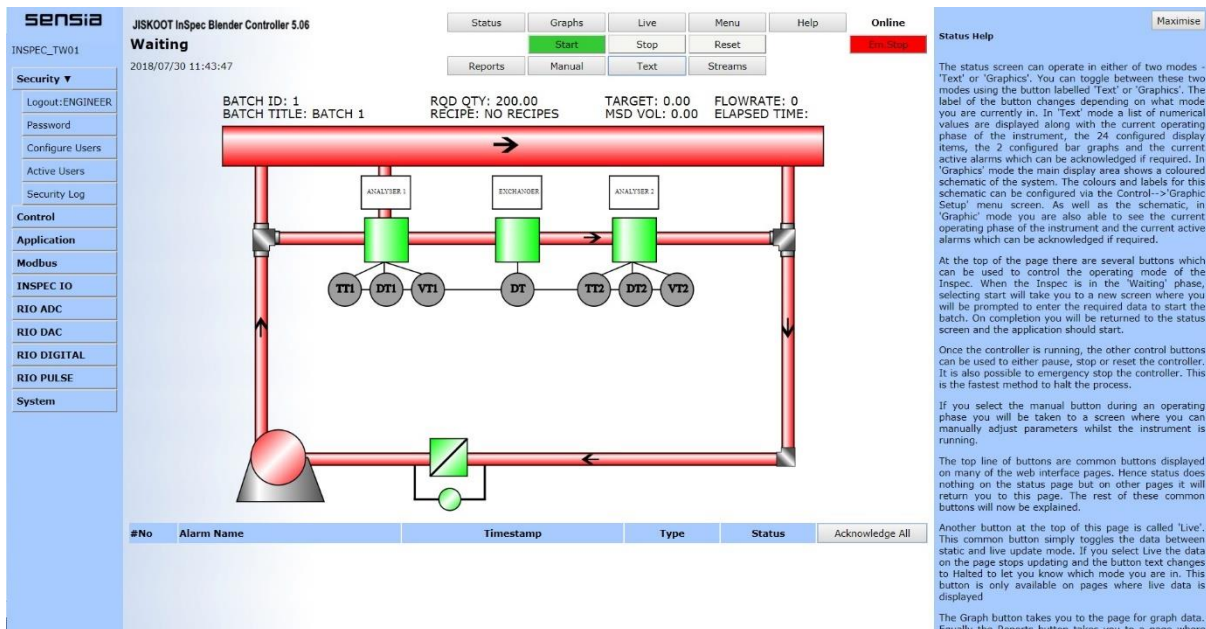 sensia
INSPEC_TW01
Security ▼
Logout:ENGINEER
Password
Configure Users
Active Users
Security Log
Control
Application
Modbus
INSPEC IO
RIO ADC
RIO DAC
RIO DIGITAL
RIO PULSE
System
JISKOOT InSpec Blender Controller 5.06
Waiting
2018/07/30 11:43:47
Status Graphs Live Menu Help Online
Start Stop Reset Em Stop
Reports Manual Text Streams
BATCH ID: 1 RQD QTY: 200.00 TARGET: 0.00 FLOWRATE: 0
BATCH TITLE: BATCH 1 RECIPE: NO RECIPES MSD VOL: 0.00 ELAPSED TIME:
ANALYSER 1 EXCHANGER ANALYSER 2
TT1 DT1 VT1 DT TT2 DT2 VT2
#No Alarm Name Timestamp Type Status Acknowledge All
Maximise
Status Help
The status screen can operate in either of two modes -
'Text' or 'Graphics'. You can toggle between these two
modes using the button labelled 'Text' or 'Graphics'. The
label of the button changes depending on what mode
you are currently in. In 'Text' mode a list of numerical
values are displayed along with the current operating
phase of the instrument, the 24 configured display
items, the 2 configured bar graphs and the current
active alarms which can be acknowledged if required. In
'Graphics' mode the main display area shows a coloured
schematic of the system. The colours and labels for this
schematic can be configured via the Control-->'Graphic
Setup' menu screen. As well as the schematic, in
'Graphic' mode you are also able to see the current
operating phase of the instrument and the current active
alarms which can be acknowledged if required.
At the top of the page there are several buttons which
can be used to control the operating mode of the
Inspec. When the Inspec is in the 'Waiting' phase,
selecting start will take you to a new screen where you
will be prompted to enter the required data to start the
batch. On completion you will be returned to the status
screen and the application should start.
Once the controller is running, the other control buttons
can be used to either pause, stop or reset the controller.
It is also possible to emergency stop the controller. This
is the fastest method to halt the process.
If you select the manual button during an operating
phase you will be taken to a screen where you can
manually adjust parameters whilst the instrument is
running.
The top line of buttons are common buttons displayed
on many of the web interface pages. Hence status does
nothing on the status page but on other pages it will
return you to this page. The rest of these common
buttons will now be explained.
Another button at the top of this page is called 'Live'.
This common button simply toggles the data between
static and live update mode. If you select Live the data
on the page stops updating and the button text changes
to Halted to let you know which mode you are in. This
button is only available on pages where live data is
displayed
The Graph button takes you to the page for graph data.
Equally the Reports button takes you to a page where